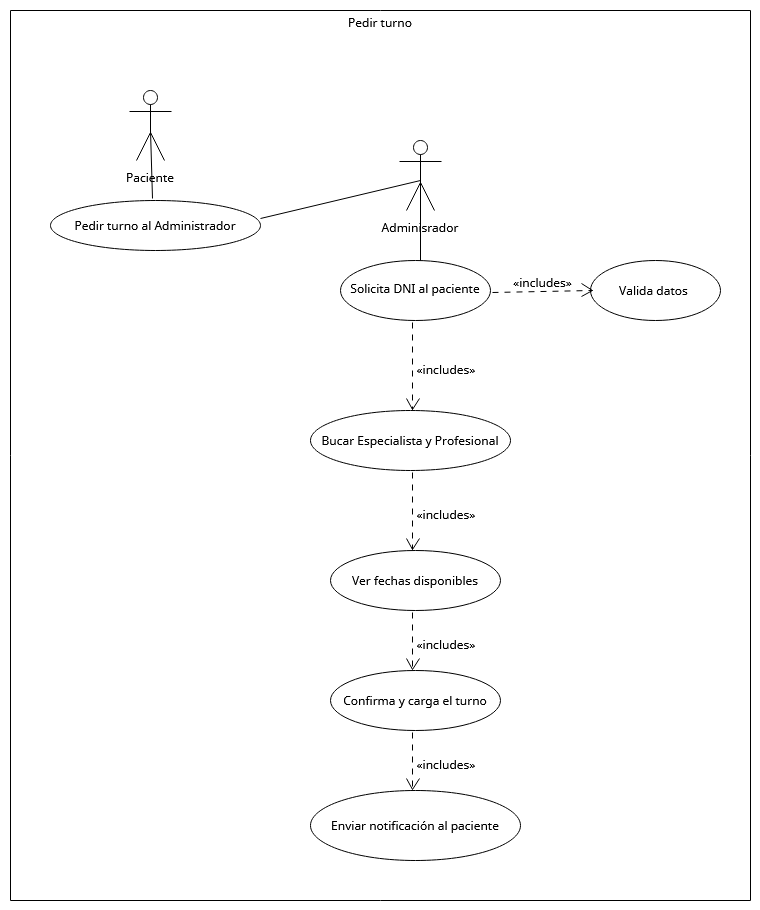 Pedir turno
Paciente
Adminisrador
Pedir turno al Administrador
Solicita DNI al paciente
«includes»
Valida datos
«includes»
Bucar Especialista y Profesional
«includes»
Ver fechas disponibles
«includes»
Confirma y carga el turno
«includes»
Enviar notificación al paciente